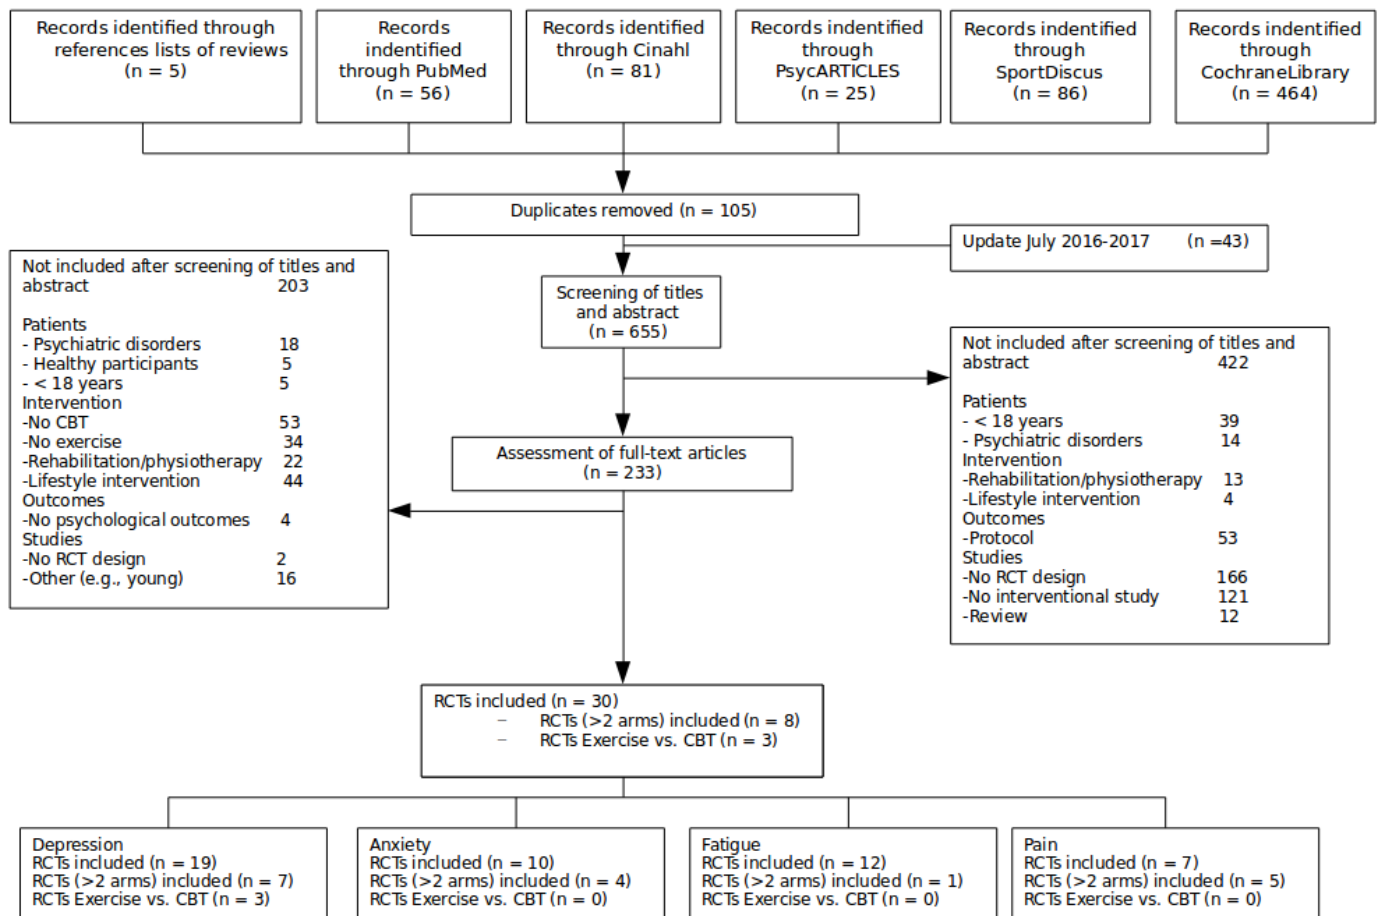 Records identified through
references lists of reviews
(n = 5)
Records
indentified
through PubMed
(n = 56)
Records indentified
through Cinahl
(n = 81)
Records indentified
through
PsycARTICLES
(n = 25)
Records indentified
through
SportDiscus
(n = 86)
Records indentified
through
CochraneLibrary
(n = 464)
Duplicates removed (n = 105)
Update July 2016-2017 (n =43)
Screening of titles
and abstract
(n = 655)
Not included after screening of titles and
abstract 422
Patients
- < 18 years 39
- Psychiatric disorders 14
Intervention
-Rehabilitation/physiotherapy 13
-Lifestyle intervention 4
Outcomes
-Protocol 53
Studies
-No RCT design 166
-No interventional study 121
-Review 12
Assessment of full-text articles
(n = 233)
Not included after screening of titles and
abstract 203
Patients
- Psychiatric disorders 18
- Healthy participants 5
- < 18 years 5
Intervention
-No CBT 53
-No exercise 34
-Rehabilitation/physiotherapy 22
-Lifestyle intervention 44
Outcomes
-No psychological outcomes 4
Studies
-No RCT design 2
-Other (e.g., young) 16
RCTs included (n = 30)
– RCTs (>2 arms) included (n = 8)
– RCTs Exercise vs. CBT (n = 3)
Depression
RCTs included (n = 19)
RCTs (>2 arms) included (n = 7)
RCTs Exercise vs. CBT (n = 3)
Anxiety
RCTs included (n = 10)
RCTs (>2 arms) included (n = 4)
RCTs Exercise vs. CBT (n = 0)
Fatigue
RCTs included (n = 12)
RCTs (>2 arms) included (n = 1)
RCTs Exercise vs. CBT (n = 0)
Pain
RCTs included (n = 7)
RCTs (>2 arms) included (n = 5)
RCTs Exercise vs. CBT (n = 0)